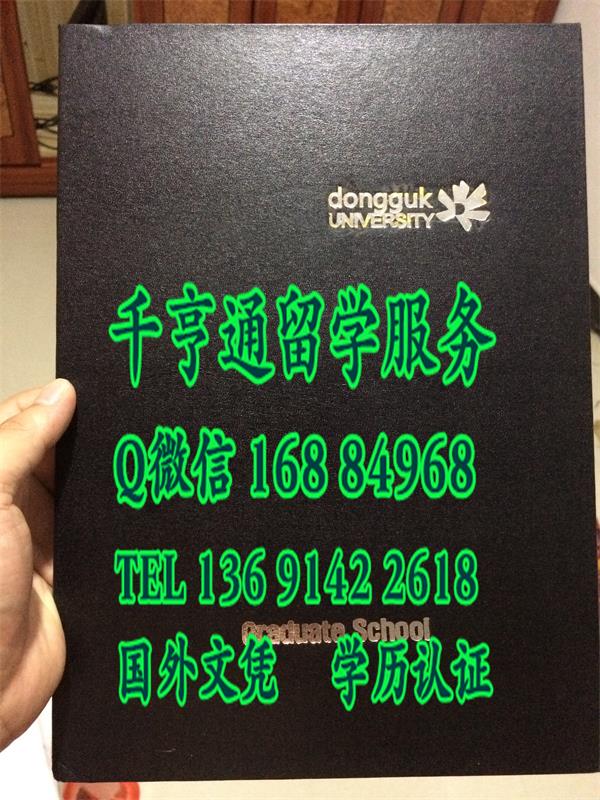 dongguk
UNIVERSITY
千亨通留学服务
Q微信 168 84968
TEL 136 9142 2618
Graduate School
国外文凭 学历认证